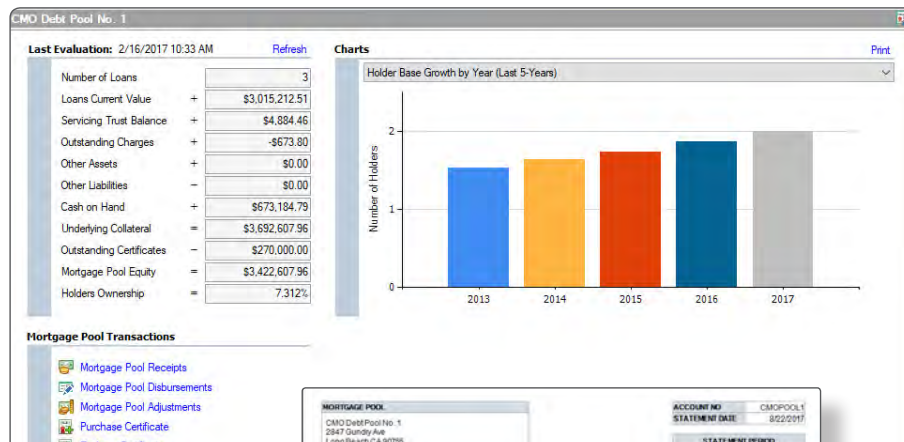 CMO Debt Pool No. 1
Last Evaluation: 2/16/2017 10:33 AM Refresh
Number of Loans 3
Loans Current Value + $3,015,212.51
Servicing Trust Balance + $4,884.46
Outstanding Charges + -$673.80
Other Assets + $0.00
Other Liabilities − $0.00
Cash on Hand + $673,184.79
Underlying Collateral = $3,692,607.96
Outstanding Certificates − $270,000.00
Mortgage Pool Equity = $3,422,607.96
Holders Ownership = 7.312%
Charts Print
Holder Base Growth by Year (Last 5-Years)
Number of Holders
2
1
0
2013 2014 2015 2016 2017
Mortgage Pool Transactions
Mortgage Pool Receipts
Mortgage Pool Disbursements
Mortgage Pool Adjustments
Purchase Certificate
MORTGAGE POOL
CMO Debt Pool No. 1
2847 Gundry Ave
Long Beach CA 90755
ACCOUNT NO CMOPOOL1
STATEMENT DATE 8/22/2017
STATEMENT PERIOD